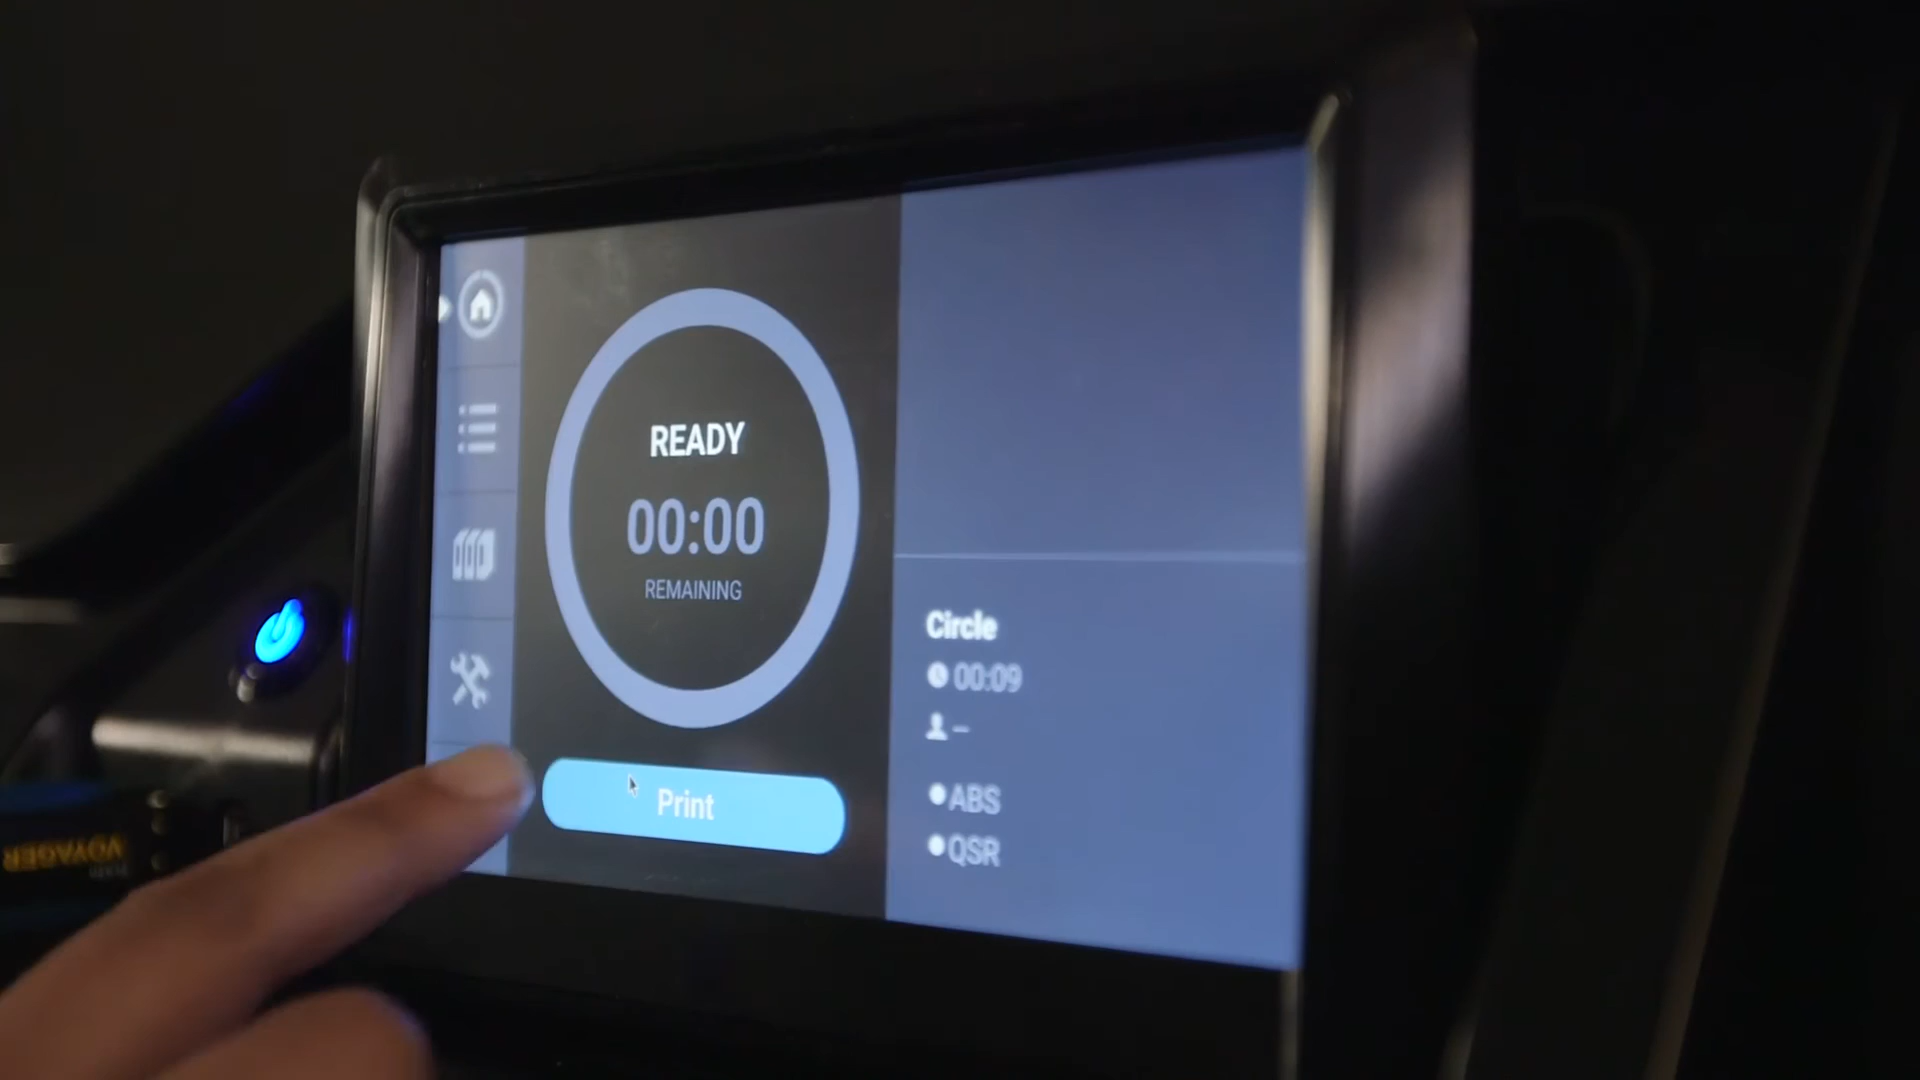 READY
00:00
REMAINING
Print
Circle
00:09
–
ABS
QSR
VOYAGER